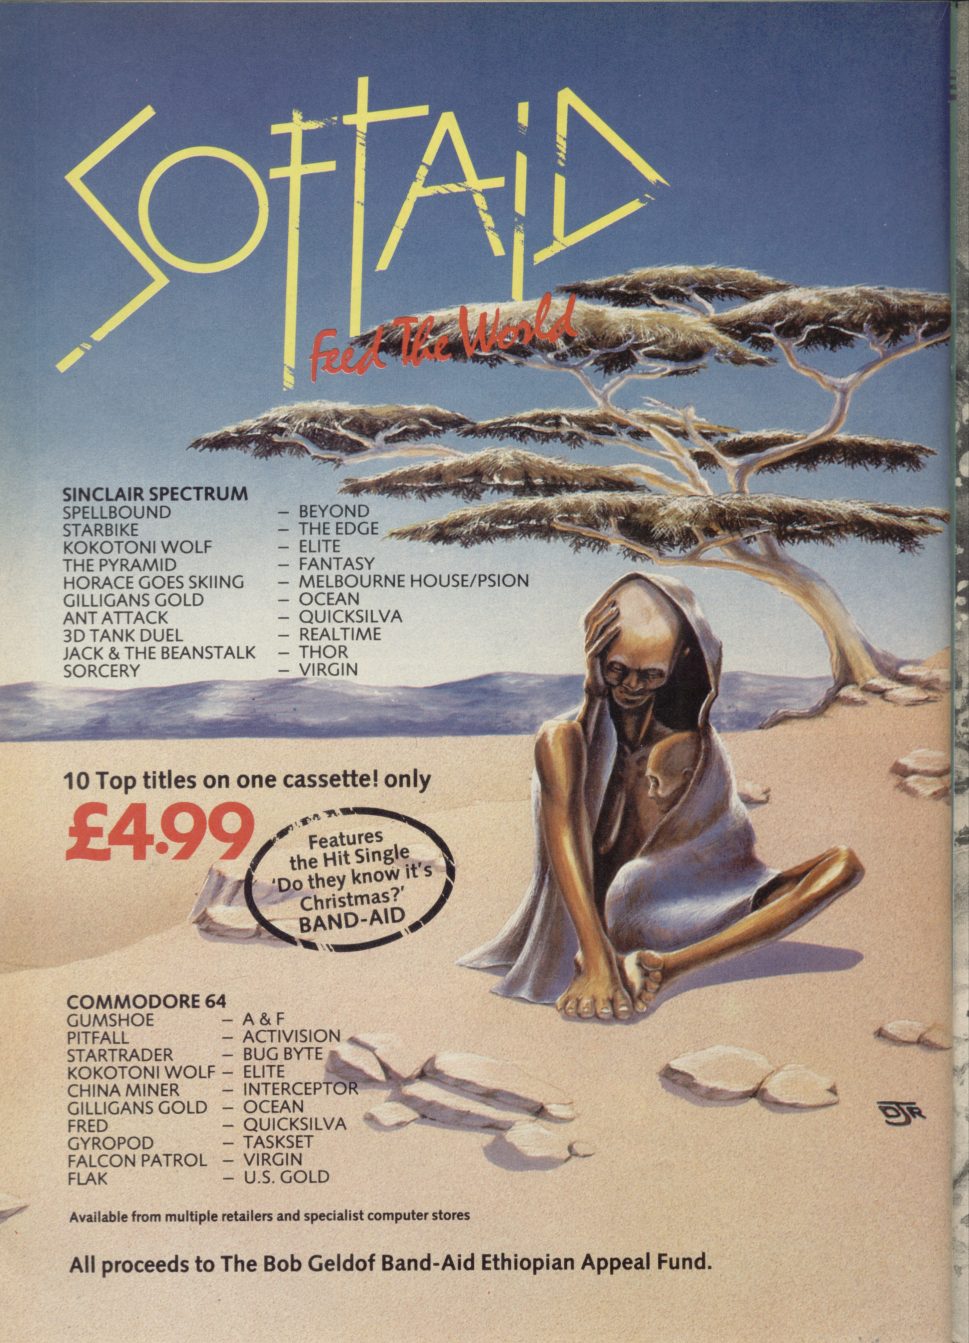 SOFTAID
Feed The World
SINCLAIR SPECTRUM
SPELLBOUND – BEYOND
STARBIKE – THE EDGE
KOKOTONI WOLF – ELITE
THE PYRAMID – FANTASY
HORACE GOES SKIING – MELBOURNE HOUSE/PSION
GILLIGANS GOLD – OCEAN
ANT ATTACK – QUICKSILVA
3D TANK DUEL – REALTIME
JACK & THE BEANSTALK – THOR
SORCERY – VIRGIN
10 Top titles on one cassette! only
£4.99
Features
the Hit Single
'Do they know it's
Christmas?'
BAND-AID
COMMODORE 64
GUMSHOE – A & F
PITFALL – ACTIVISION
STARTRADER – BUG BYTE
KOKOTONI WOLF – ELITE
CHINA MINER – INTERCEPTOR
GILLIGANS GOLD – OCEAN
FRED – QUICKSILVA
GYROPOD – TASKSET
FALCON PATROL – VIRGIN
FLAK – U.S. GOLD
DJR
Available from multiple retailers and specialist computer stores
All proceeds to The Bob Geldof Band-Aid Ethiopian Appeal Fund.